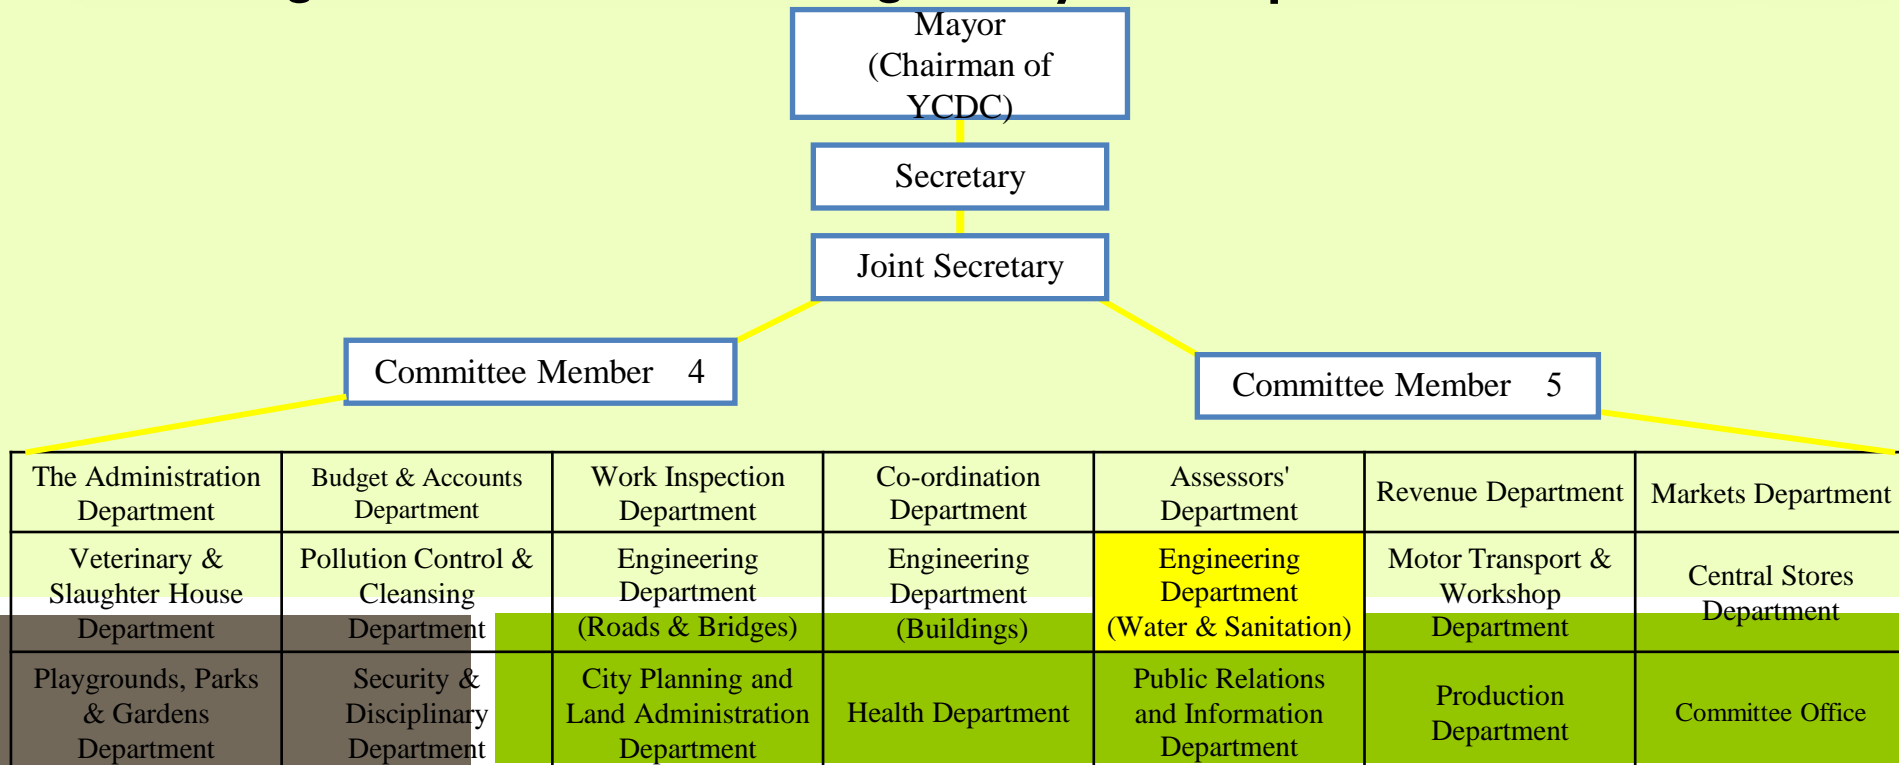 Mayor
(Chairman of
YCDC)
Secretary
Joint Secretary
Committee Member 4
Committee Member 5
The Administration
Department
Budget & Accounts
Department
Work Inspection
Department
Co-ordination
Department
Assessors'
Department
Revenue Department
Markets Department
Veterinary &
Slaughter House
Department
Pollution Control &
Cleansing
Department
Engineering
Department
(Roads & Bridges)
Engineering
Department
(Buildings)
Engineering
Department
(Water & Sanitation)
Motor Transport &
Workshop
Department
Central Stores
Department
Playgrounds, Parks
& Gardens
Department
Security &
Disciplinary
Department
City Planning and
Land Administration
Department
Health Department
Public Relations
and Information
Department
Production
Department
Committee Office